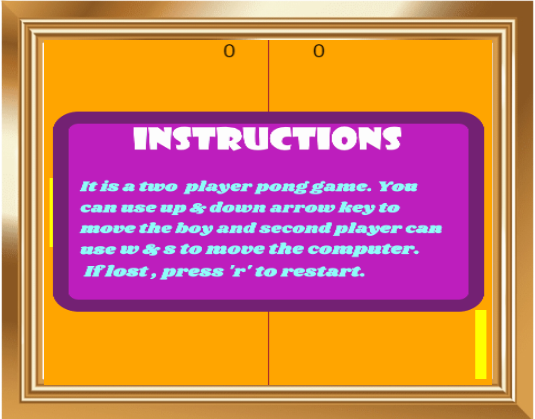 0 0
INSTRUCTIONS
It is a two player pong game. You
can use up & down arrow key to
move the boy and second player can
use w & s to move the computer.
If lost , press 'r' to restart.